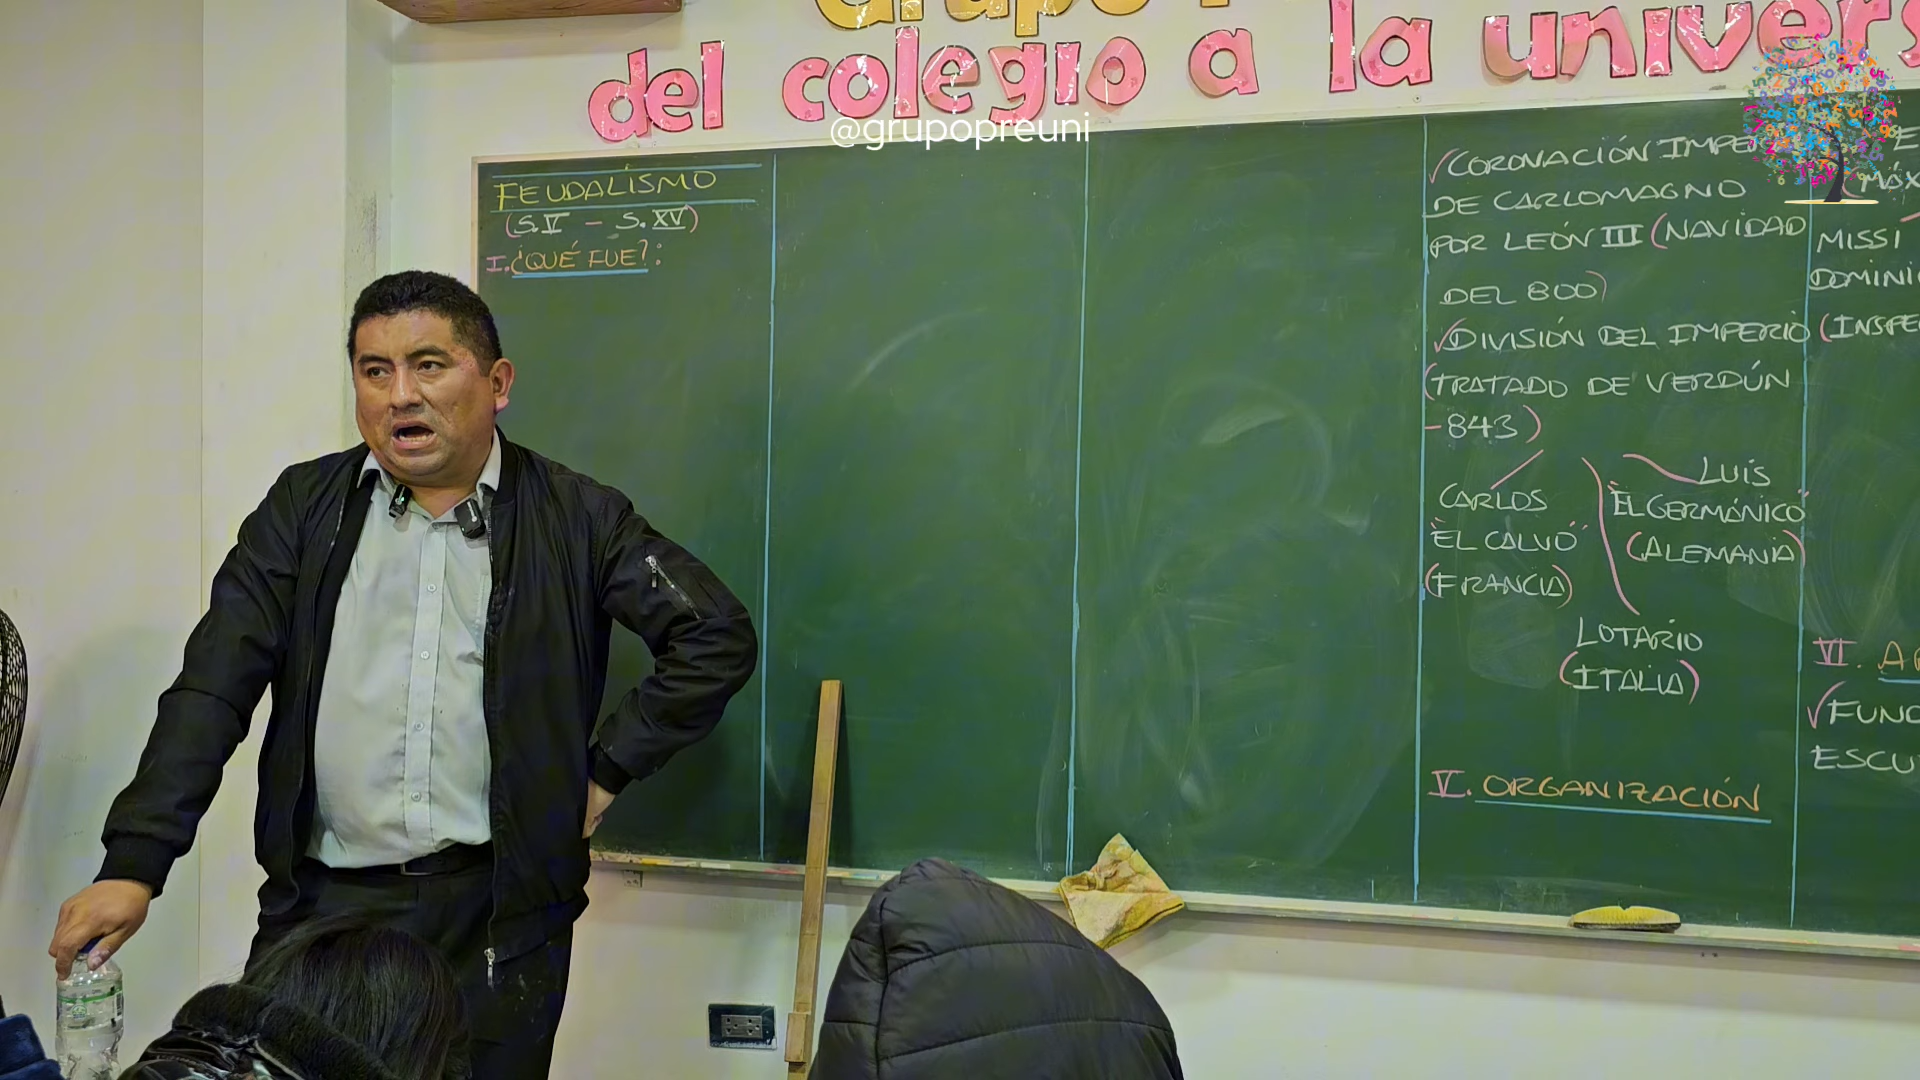 del colegio a la univers
@grupopreuni
FEUDALISMO
(S.V - S.XV)
I. ¿QUÉ FUE?:
✓CORONACIÓN IMPE
DE CARLOMAGNO
POR LEÓN III (NAVIDAD
DEL 800)
✓DIVISIÓN DEL IMPERIO
(TRATADO DE VERDÚN
-843)
CARLOS
"EL CALVO"
(FRANCIA)
LUIS
"EL GERMÁNICO"
(ALEMANIA)
LOTARIO
(ITALIA)
V. ORGANIZACIÓN
(MÁX
MISSI
DOMINI
(INSPE
VI. A
✓FUNC
ESCU